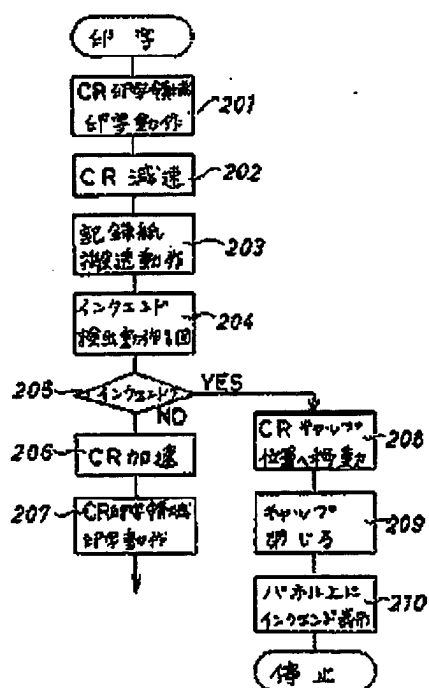 印字
CR印字領域
印字動作
201
CR 減速
202
記録紙
搬送動作
203
インクエンド
検出動作1回
204
205
インクエンド?
YES
NO
206
CR加速
207
CR印字領域
印字動作
CR キャップ
位置へ移動
208
キャップ
閉じる
209
パネル上に
インクエンド表示
210
停止